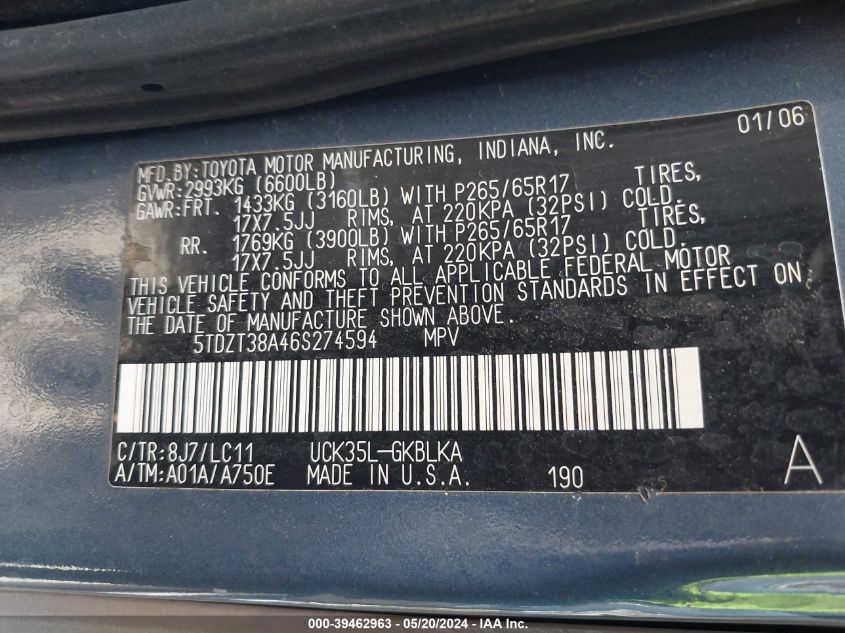 01/06
MFD.BY:TOYOTA MOTOR MANUFACTURING, INDIANA, INC.
GVWR:2993KG (6600LB)
GAWR:FRT. 1433KG (3160LB) WITH P265/65R17 TIRES,
17X7.5JJ RIMS, AT 220KPA (32PSI) COLD.
RR. 1769KG (3900LB) WITH P265/65R17 TIRES,
17X7.5JJ RIMS, AT 220KPA (32PSI) COLD.
THIS VEHICLE CONFORMS TO ALL APPLICABLE FEDERAL MOTOR
VEHICLE SAFETY AND THEFT PREVENTION STANDARDS IN EFFECT ON
THE DATE OF MANUFACTURE SHOWN ABOVE.
5TDZT38A46S274594 MPV
C/TR:8J7/LC11 UCK35L-GKBLKA
A/TM:A01A/A750E MADE IN U.S.A. 190 A
000-39462963 - 05/20/2024 - IAA Inc.